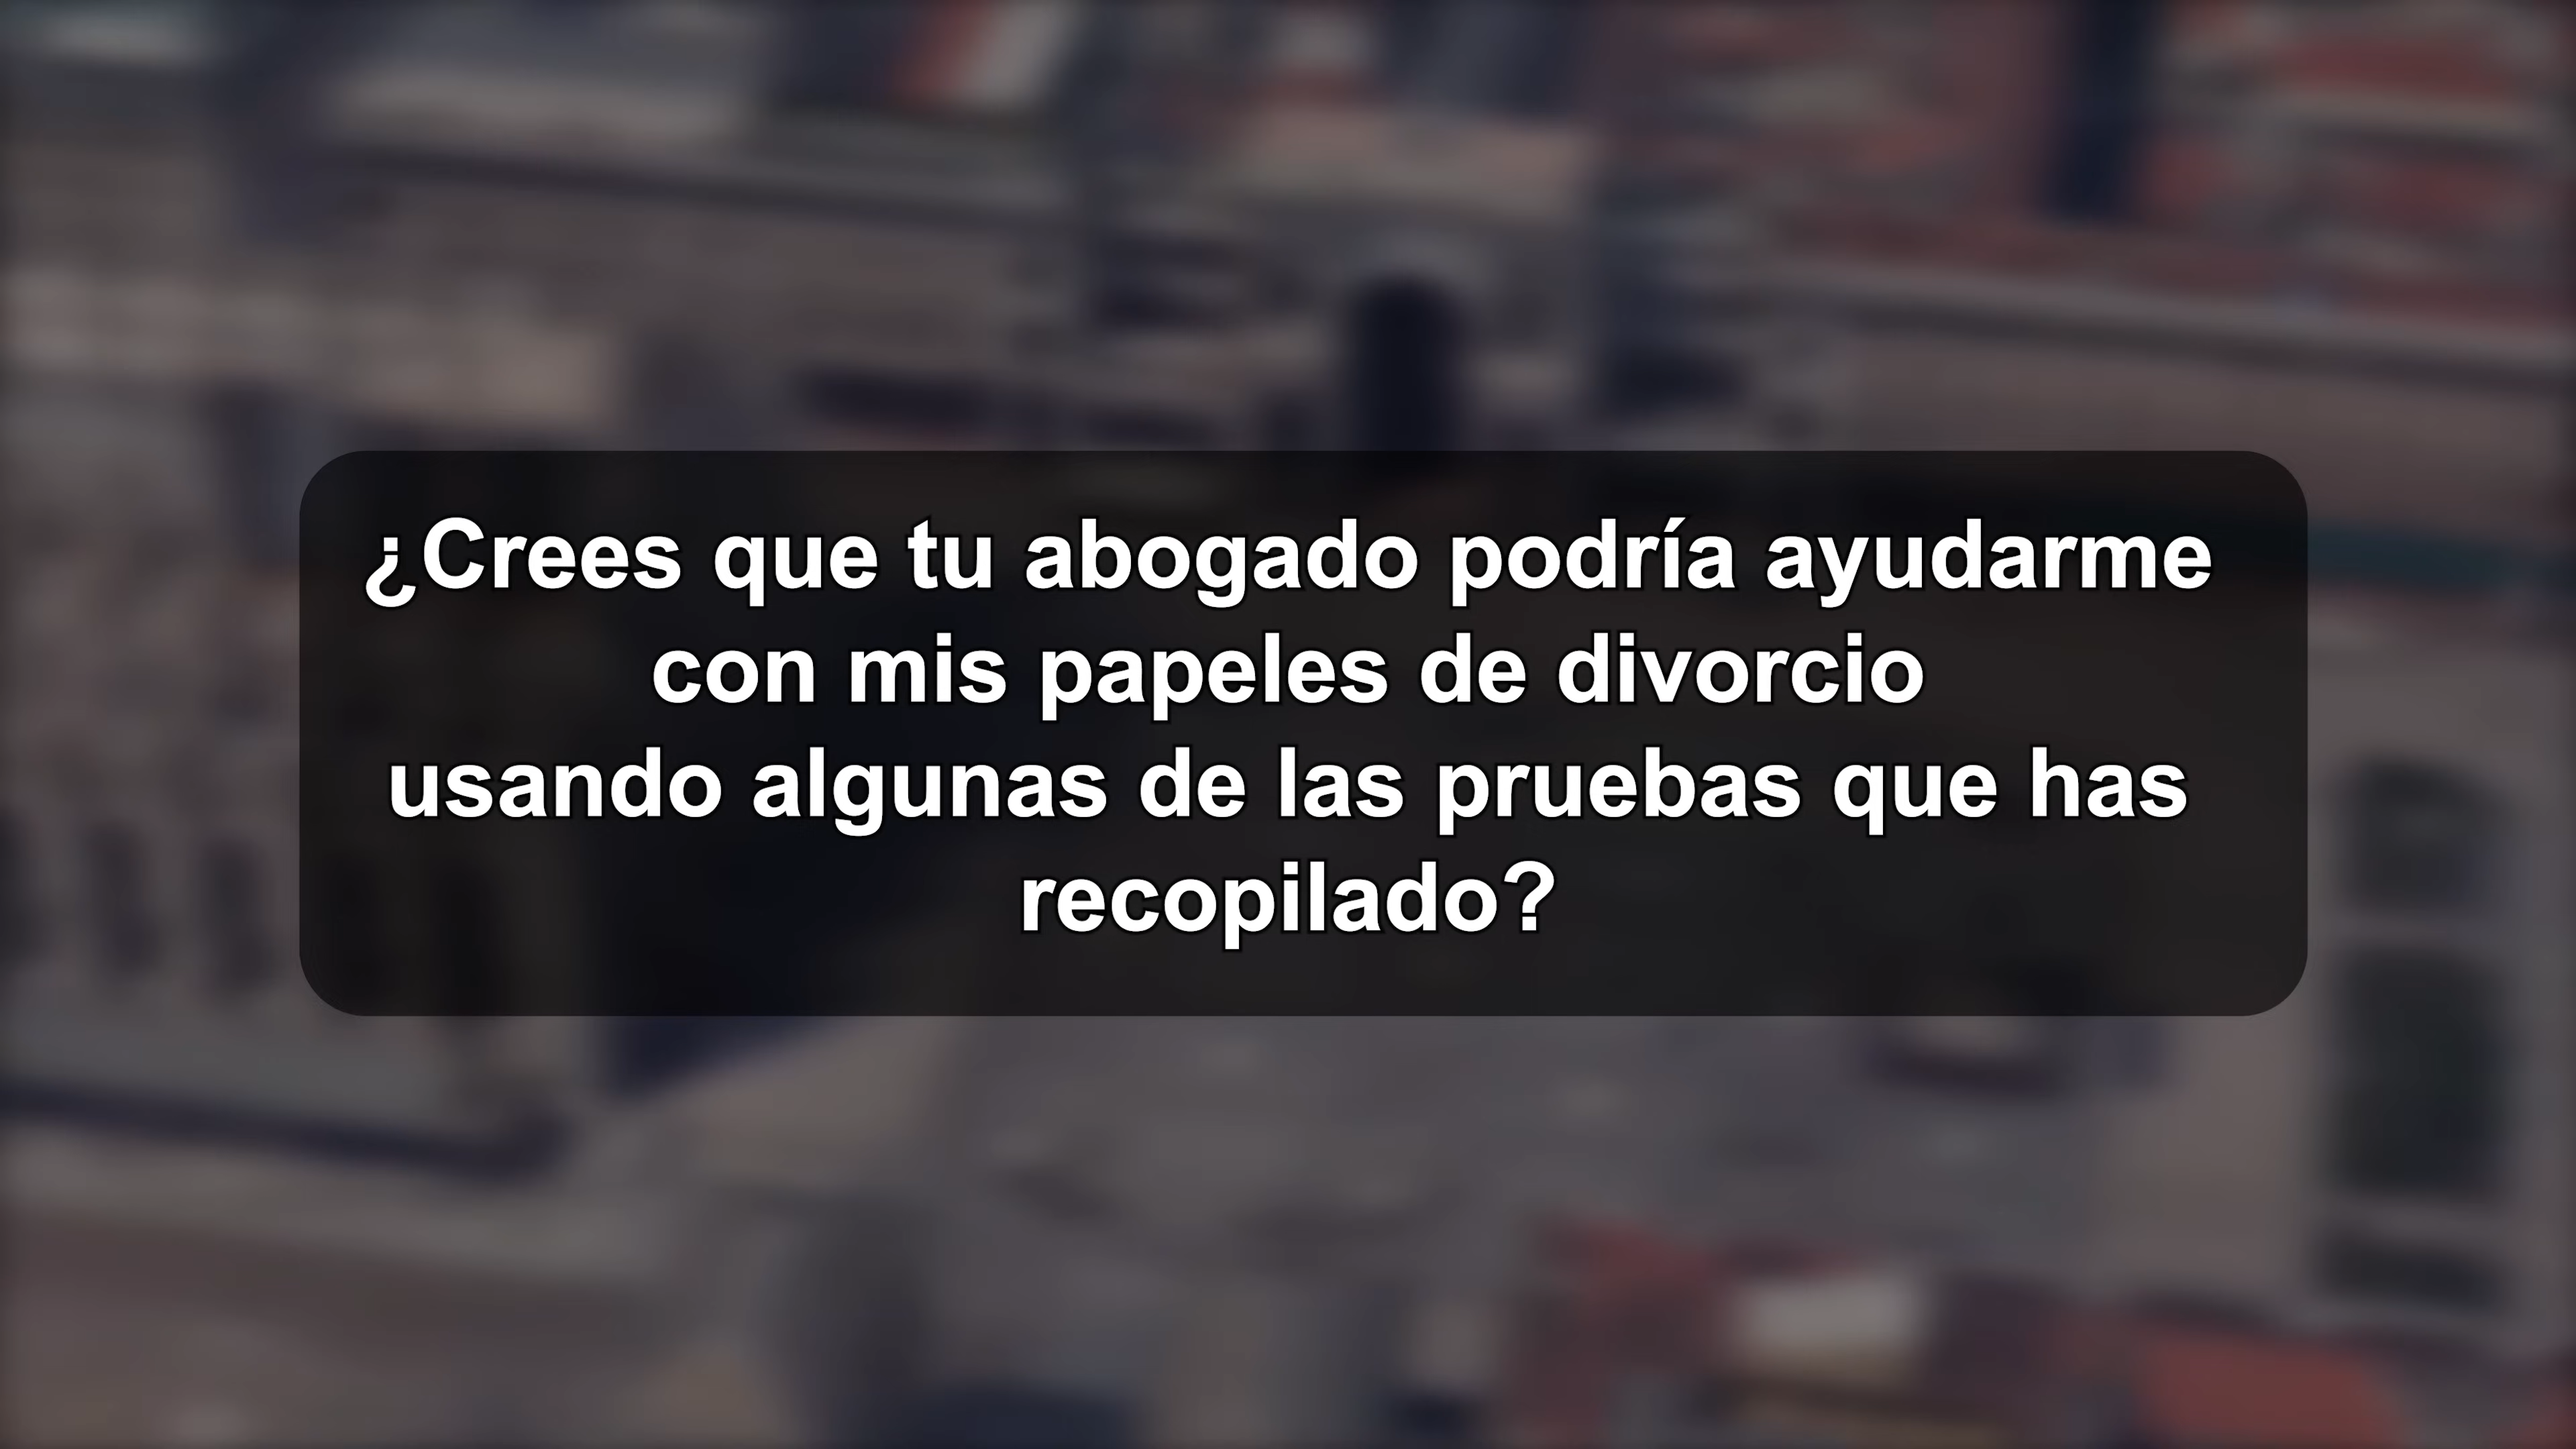 ¿Crees que tu abogado podría ayudarme
con mis papeles de divorcio
usando algunas de las pruebas que has
recopilado?